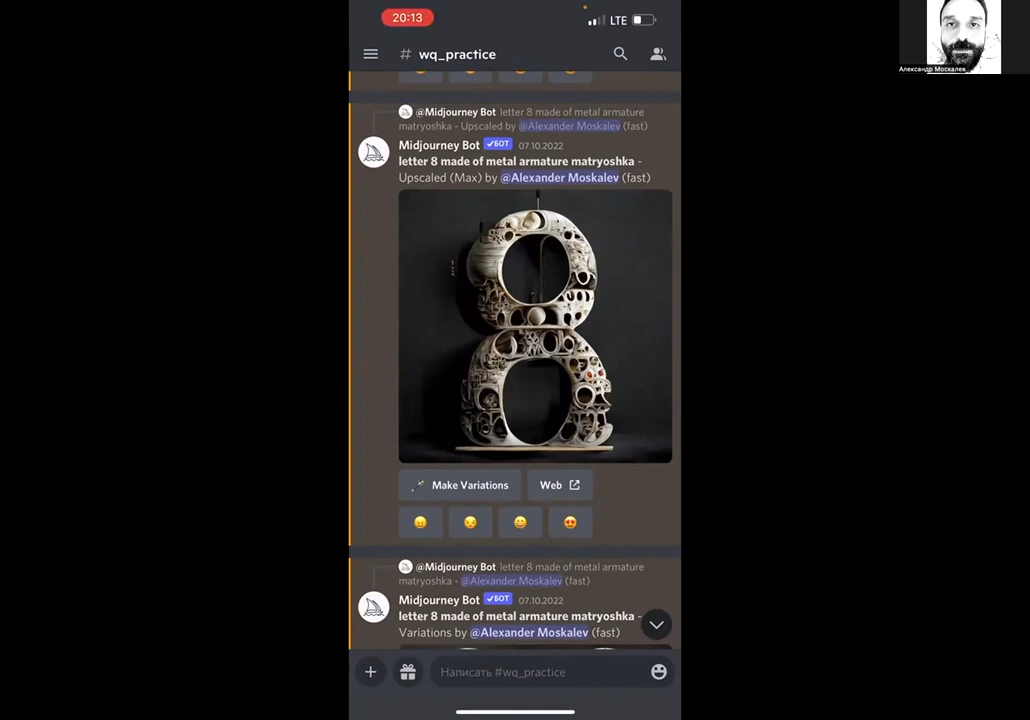 20:13
LTE
# wq_practice
Александр Москалев
@Midjourney Bot letter 8 made of metal armature
matryoshka - Upscaled by @Alexander Moskalev (fast)
Midjourney Bot ✓БОТ 07.10.2022
letter 8 made of metal armature matryoshka -
Upscaled (Max) by @Alexander Moskalev (fast)
Make Variations
Web
@Midjourney Bot letter 8 made of metal armature
matryoshka - @Alexander Moskalev (fast)
Midjourney Bot ✓БОТ 07.10.2022
letter 8 made of metal armature matryoshka -
Variations by @Alexander Moskalev (fast)
Написать #wq_practice